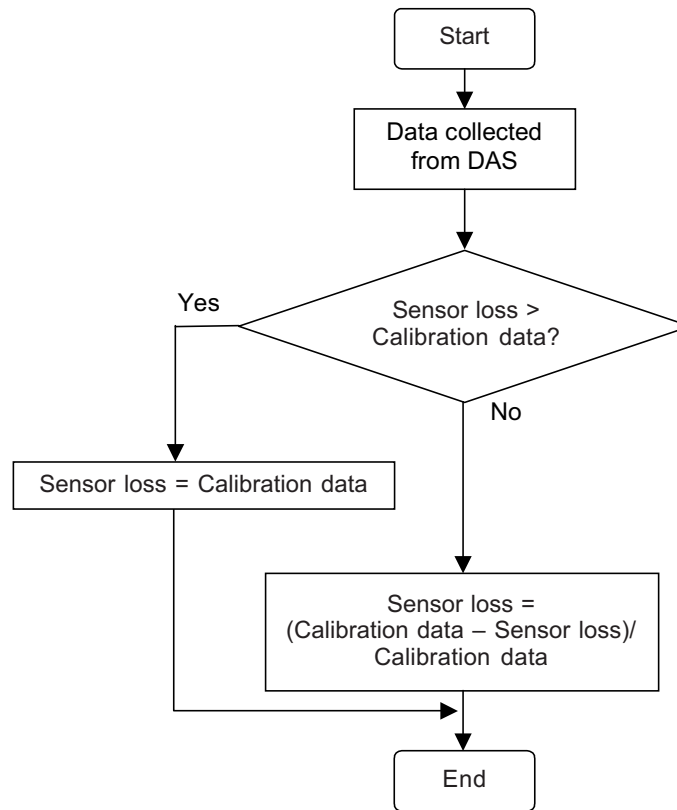 Start
Data collected
from DAS
Sensor loss >
Calibration data?
Yes
No
Sensor loss = Calibration data
Sensor loss =
(Calibration data – Sensor loss)/
Calibration data
End